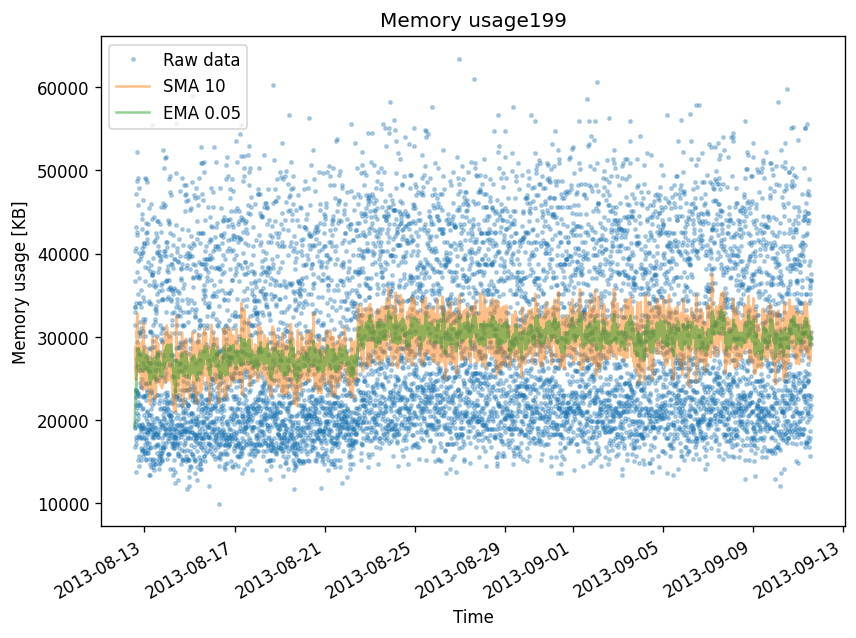 Memory usage199
Raw data
SMA 10
EMA 0.05
Memory usage [KB]
60000
50000
40000
30000
20000
10000
2013-08-13
2013-08-17
2013-08-21
2013-08-25
2013-08-29
2013-09-01
2013-09-05
2013-09-09
2013-09-13
Time